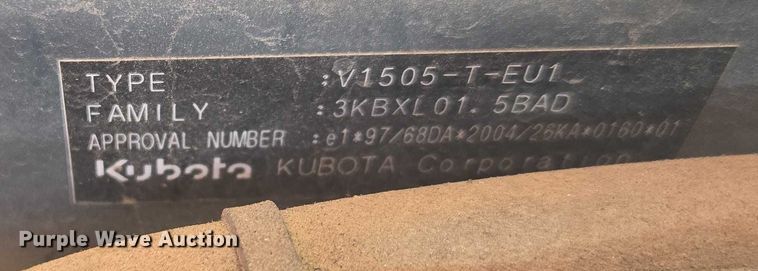 TYPE :V1505-T-EU1
FAMILY :3KBXL01.5BAD
APPROVAL NUMBER :e1*97/68DA*2004/26KA*0160*01
Kubota KUBOTA Corporation
Purple Wave Auction